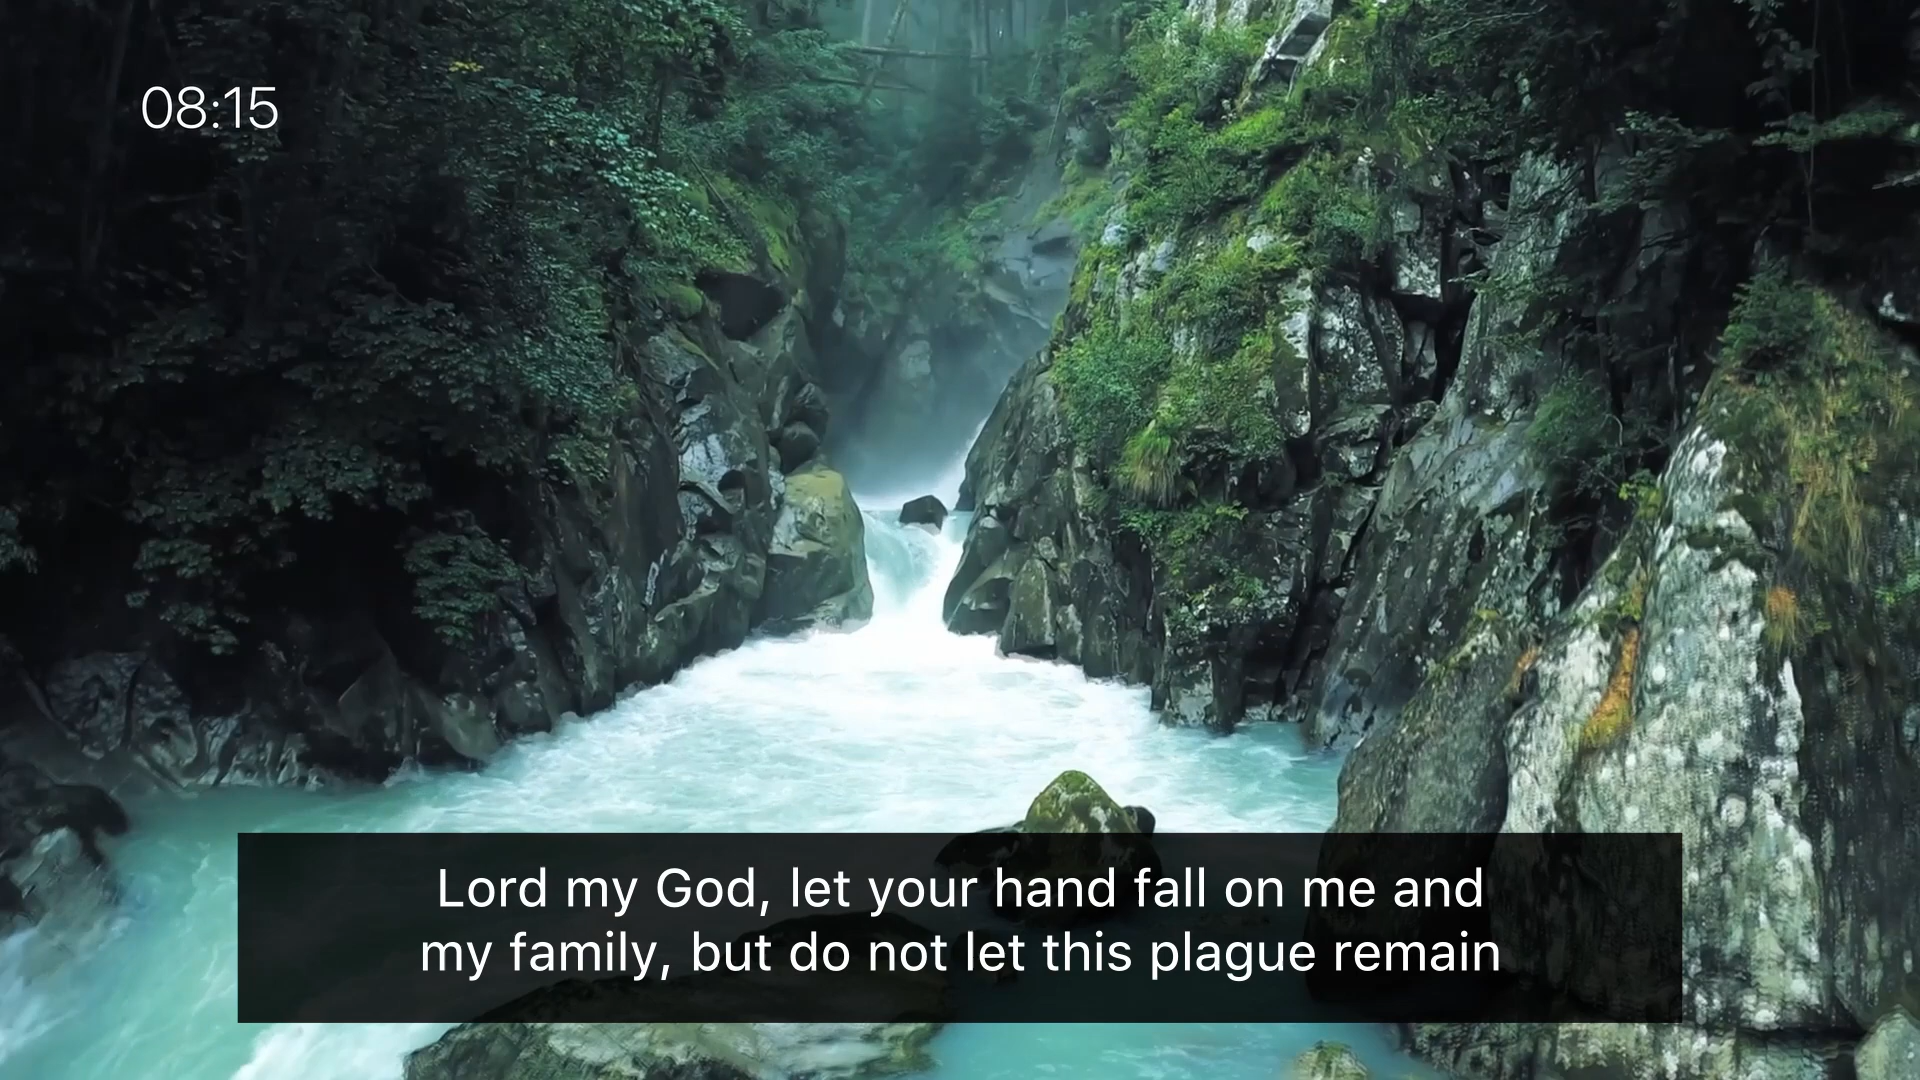 08:15
Lord my God, let your hand fall on me and
my family, but do not let this plague remain